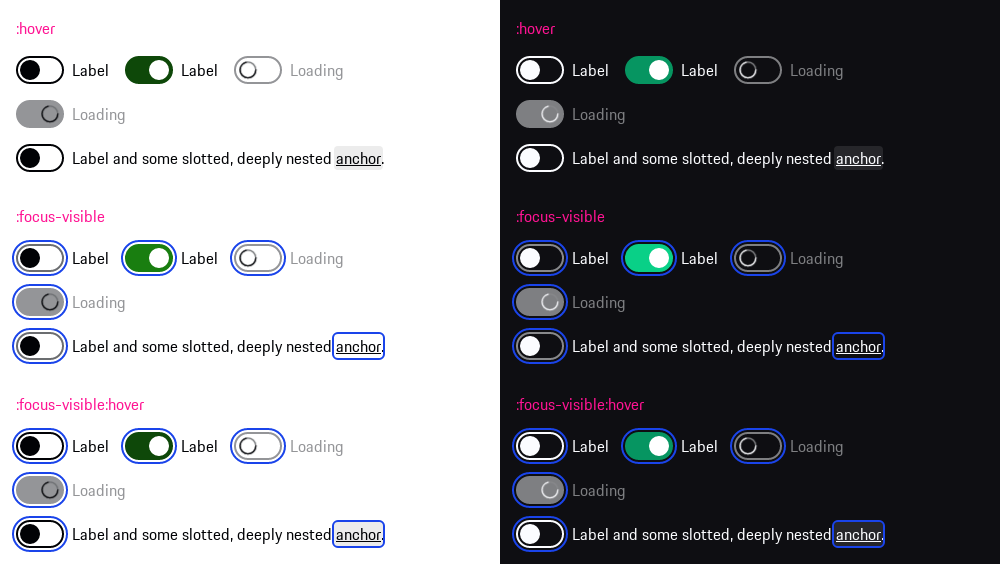 :hover
Label Label Loading
Loading
Label and some slotted, deeply nested anchor.
:focus-visible
Label Label Loading
Loading
Label and some slotted, deeply nested anchor.
:focus-visible:hover
Label Label Loading
Loading
Label and some slotted, deeply nested anchor.
:hover
Label Label Loading
Loading
Label and some slotted, deeply nested anchor.
:focus-visible
Label Label Loading
Loading
Label and some slotted, deeply nested anchor.
:focus-visible:hover
Label Label Loading
Loading
Label and some slotted, deeply nested anchor.